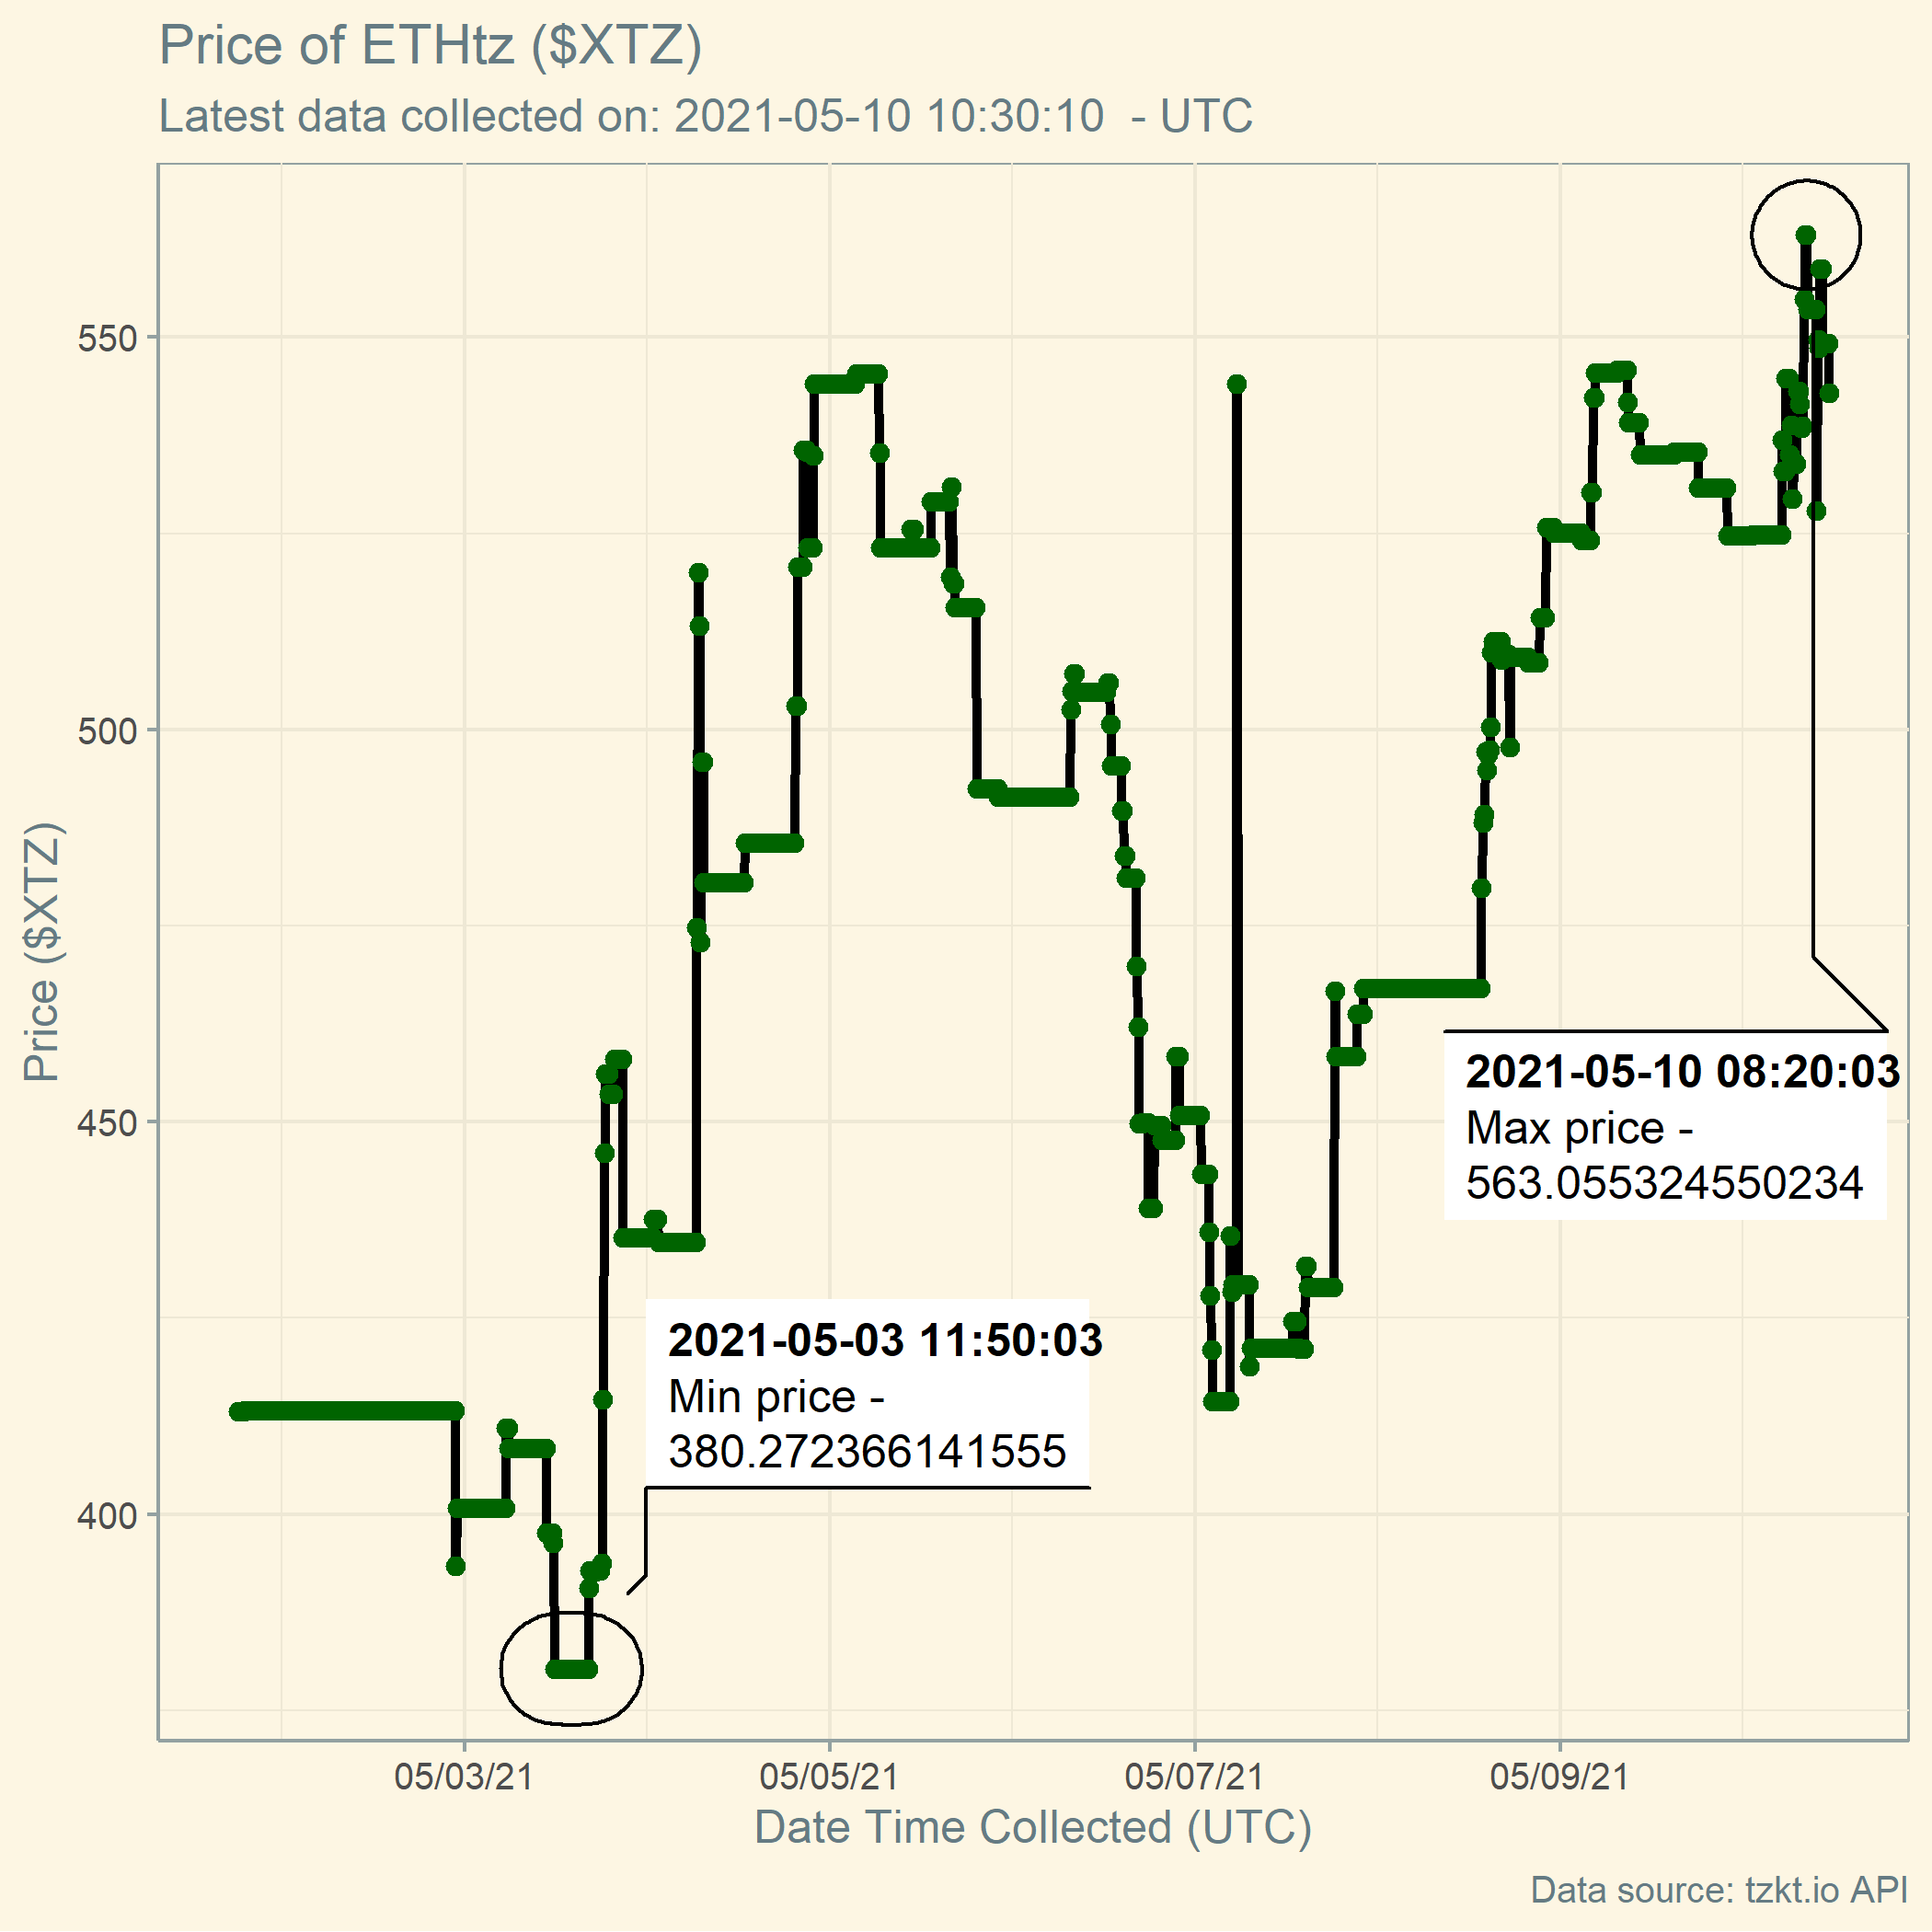 Price of ETHtz ($XTZ)
Latest data collected on: 2021-05-10 10:30:10  - UTC
550
500
450
400
Price ($XTZ)
2021-05-10 08:20:03
Max price -
563.055324550234
2021-05-03 11:50:03
Min price -
380.272366141555
05/03/21
05/05/21
05/07/21
05/09/21
Date Time Collected (UTC)
Data source: tzkt.io API